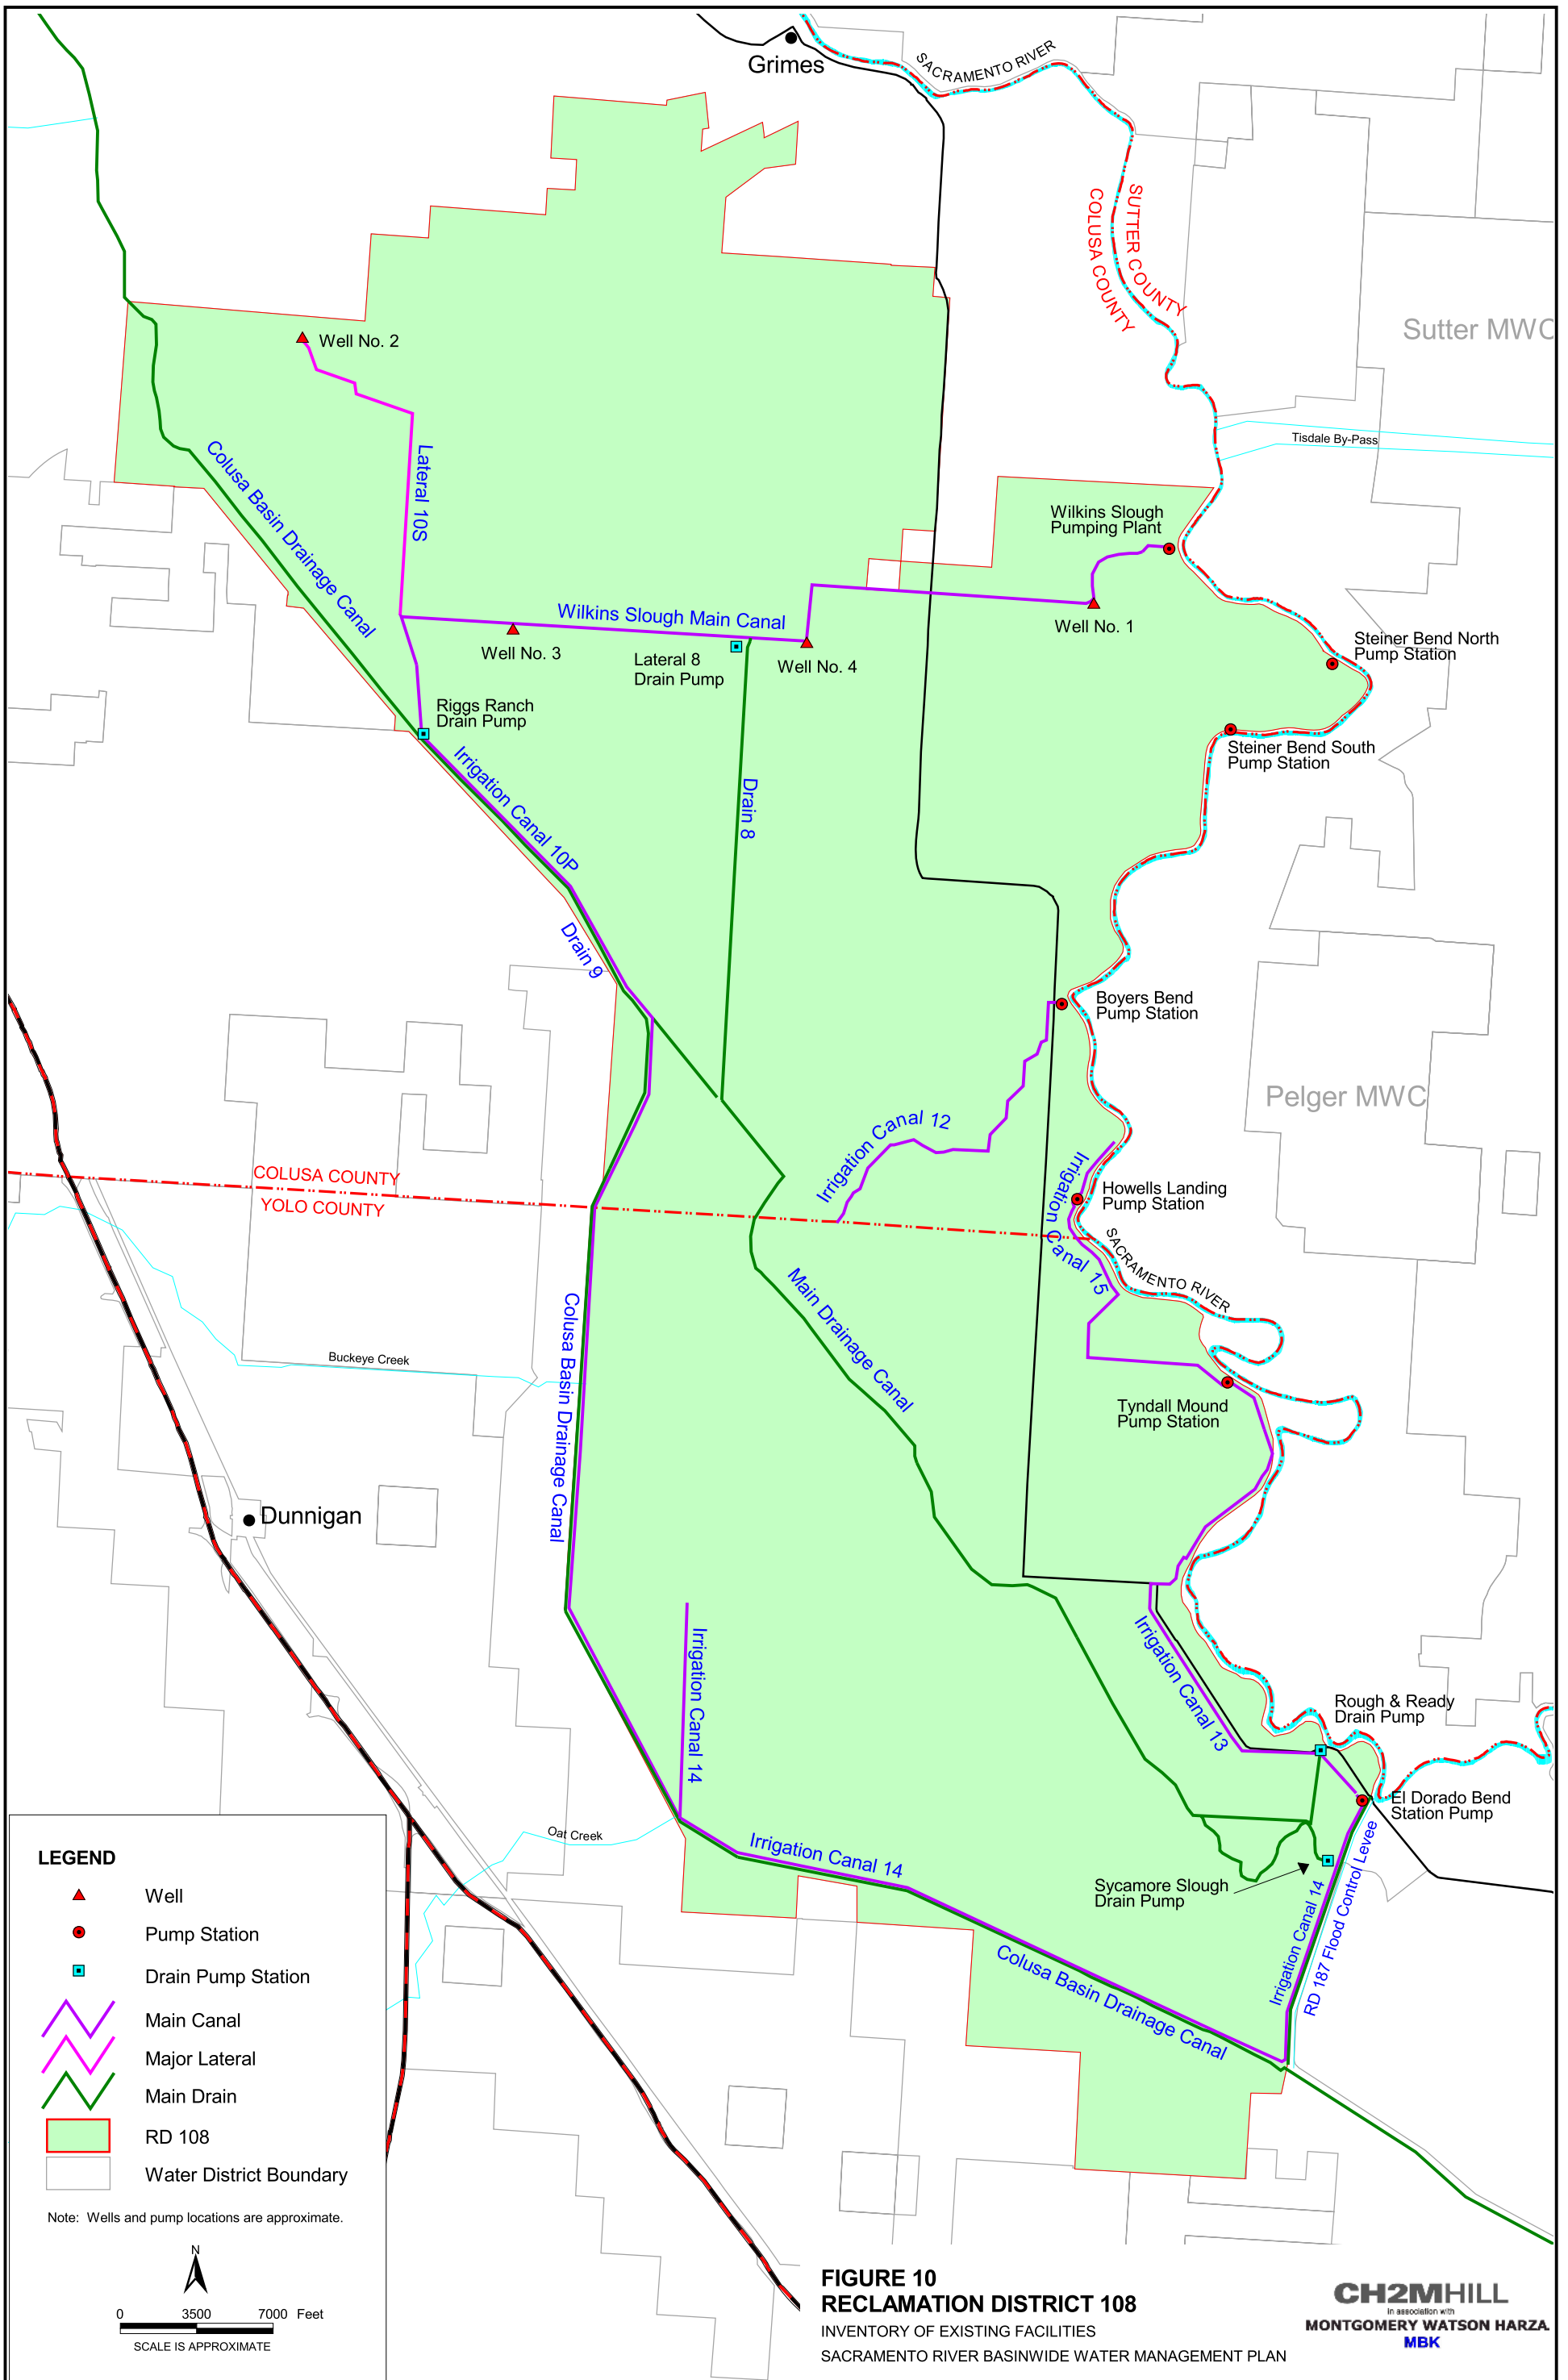 Grimes
SACRAMENTO RIVER
SUTTER COUNTY
COLUSA COUNTY
Sutter MWC
Well No. 2
Tisdale By-Pass
Colusa Basin Drainage Canal
Lateral 10S
Wilkins Slough
Pumping Plant
Wilkins Slough Main Canal
Well No. 1
Well No. 3
Lateral 8
Drain Pump
Well No. 4
Steiner Bend North
Pump Station
Riggs Ranch
Drain Pump
Steiner Bend South
Pump Station
Irrigation Canal 10P
Drain 8
Drain 9
Boyers Bend
Pump Station
Pelger MWC
Irrigation Canal 12
Irrigation Canal 15
Howells Landing
Pump Station
COLUSA COUNTY
YOLO COUNTY
SACRAMENTO RIVER
Main Drainage Canal
Colusa Basin Drainage Canal
Buckeye Creek
Tyndall Mound
Pump Station
Dunnigan
Irrigation Canal 14
Irrigation Canal 13
Rough & Ready
Drain Pump
El Dorado Bend
Station Pump
Oat Creek
Irrigation Canal 14
Sycamore Slough
Drain Pump
Irrigation Canal 14
RD 187 Flood Control Levee
Colusa Basin Drainage Canal
LEGEND
Well
Pump Station
Drain Pump Station
Main Canal
Major Lateral
Main Drain
RD 108
Water District Boundary
Note: Wells and pump locations are approximate.
N
0 3500 7000 Feet
SCALE IS APPROXIMATE
FIGURE 10
RECLAMATION DISTRICT 108
INVENTORY OF EXISTING FACILITIES
SACRAMENTO RIVER BASINWIDE WATER MANAGEMENT PLAN
CH2MHILL
in association with
MONTGOMERY WATSON HARZA
MBK